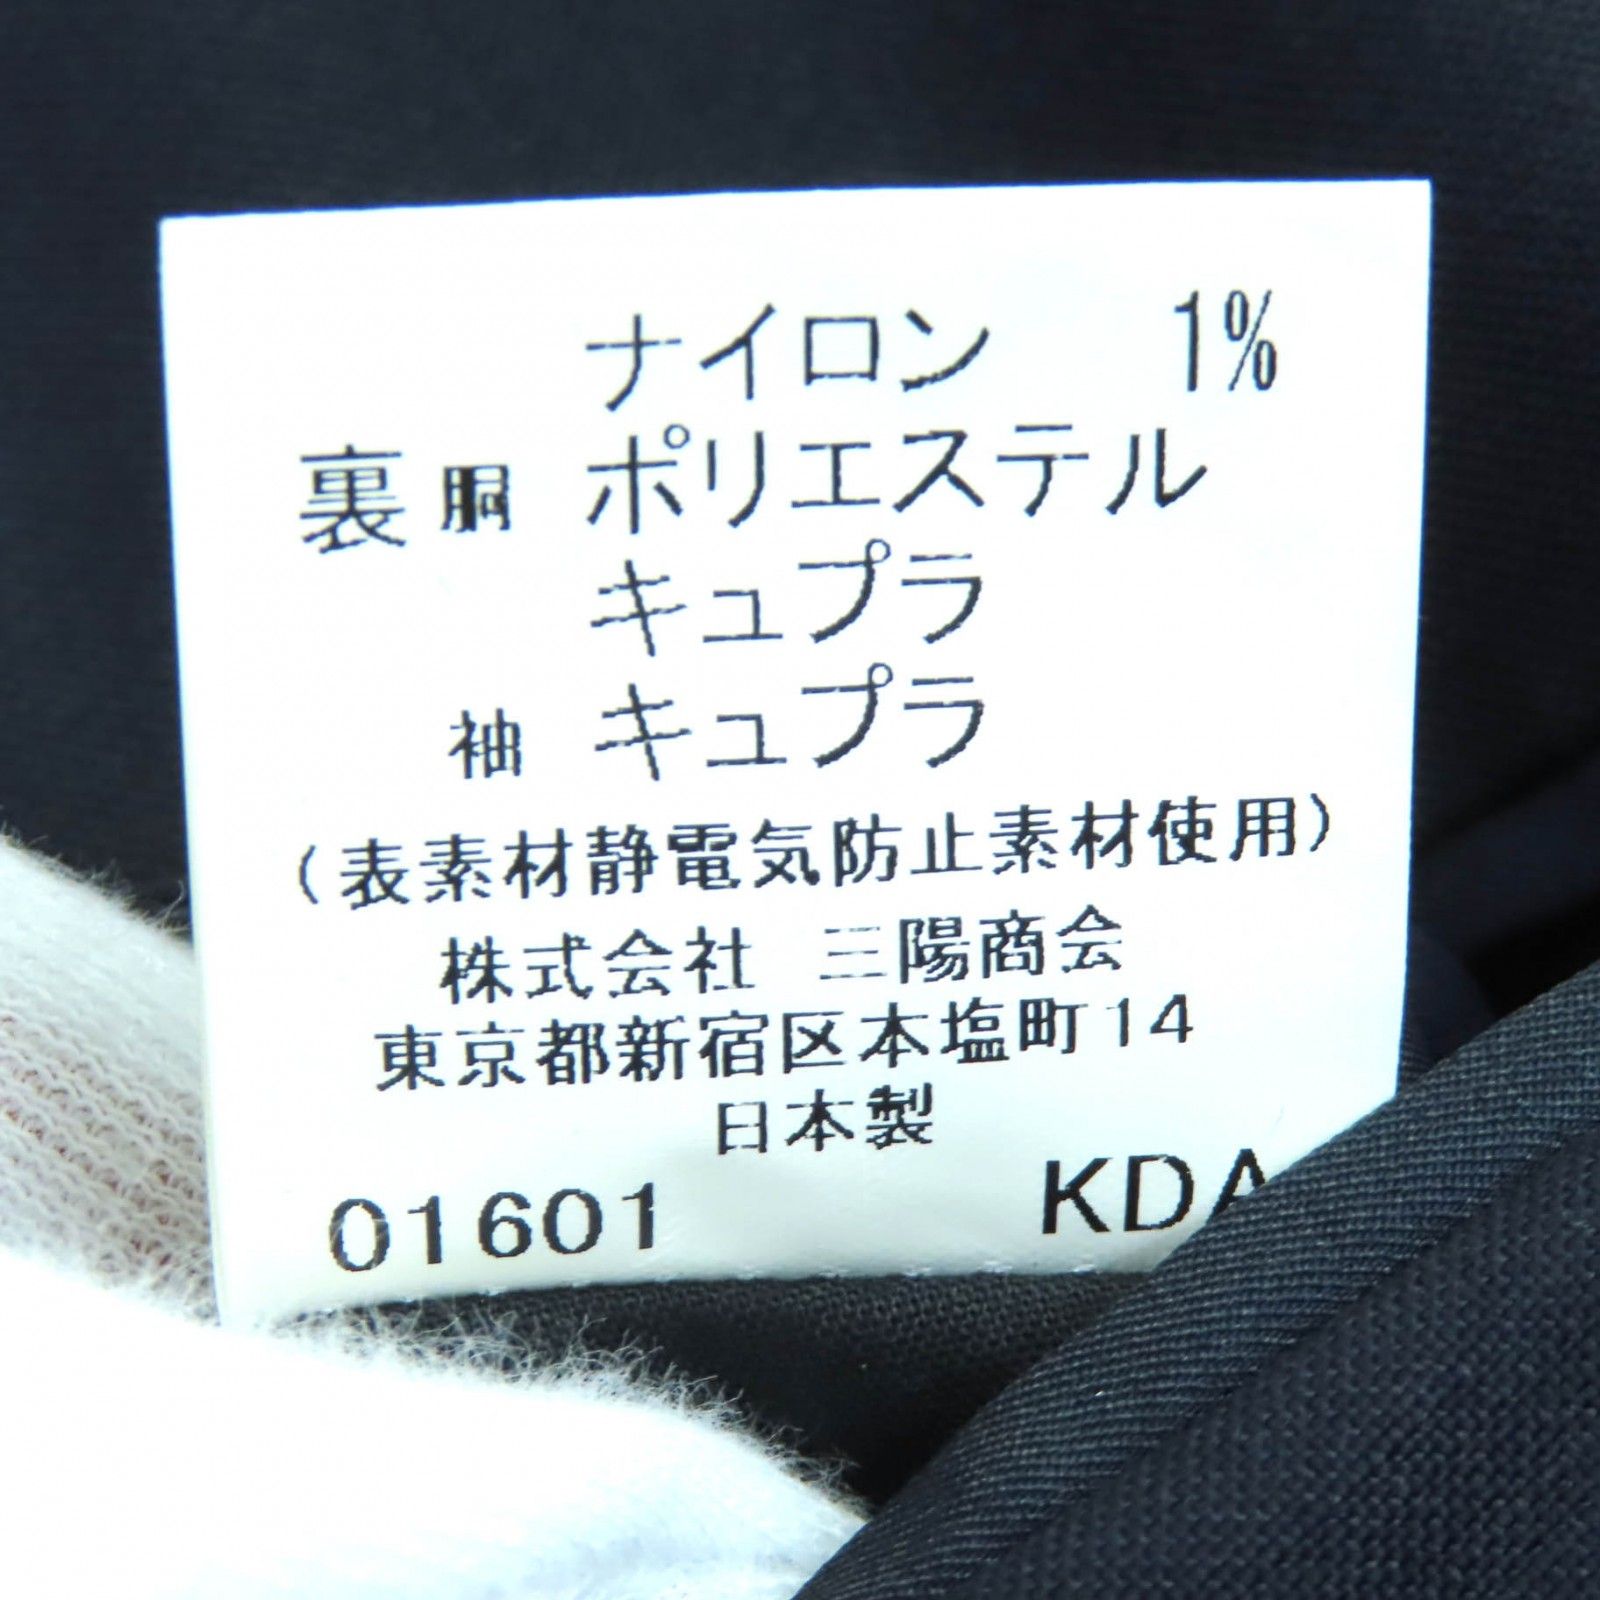 ナイロン 1%
裏 胴 ポリエステル
キュプラ
袖 キュプラ
(表素材静電気防止素材使用)
株式会社 三陽商会
東京都新宿区本塩町14
日本製
01601 KDA